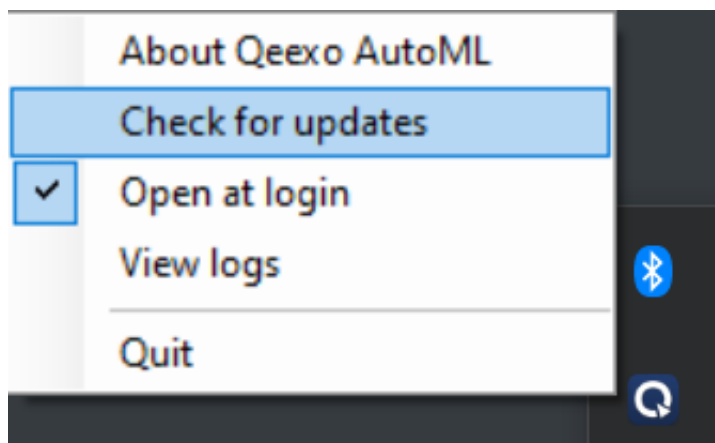 About Qeexo AutoML
Check for updates
Open at login
View logs
Quit